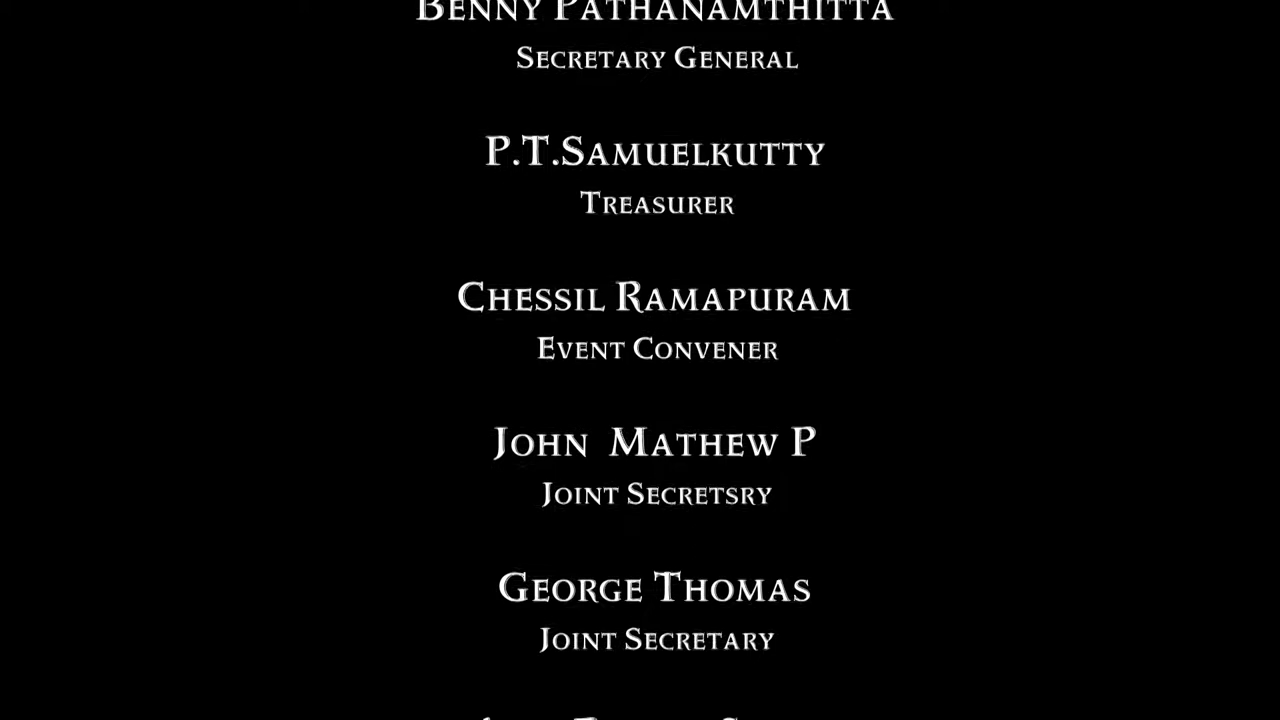 Benny Pathanamthitta
Secretary General
P.T.Samuelkutty
Treasurer
Chessil Ramapuram
Event Convener
John Mathew P
Joint Secretsry
George Thomas
Joint Secretary